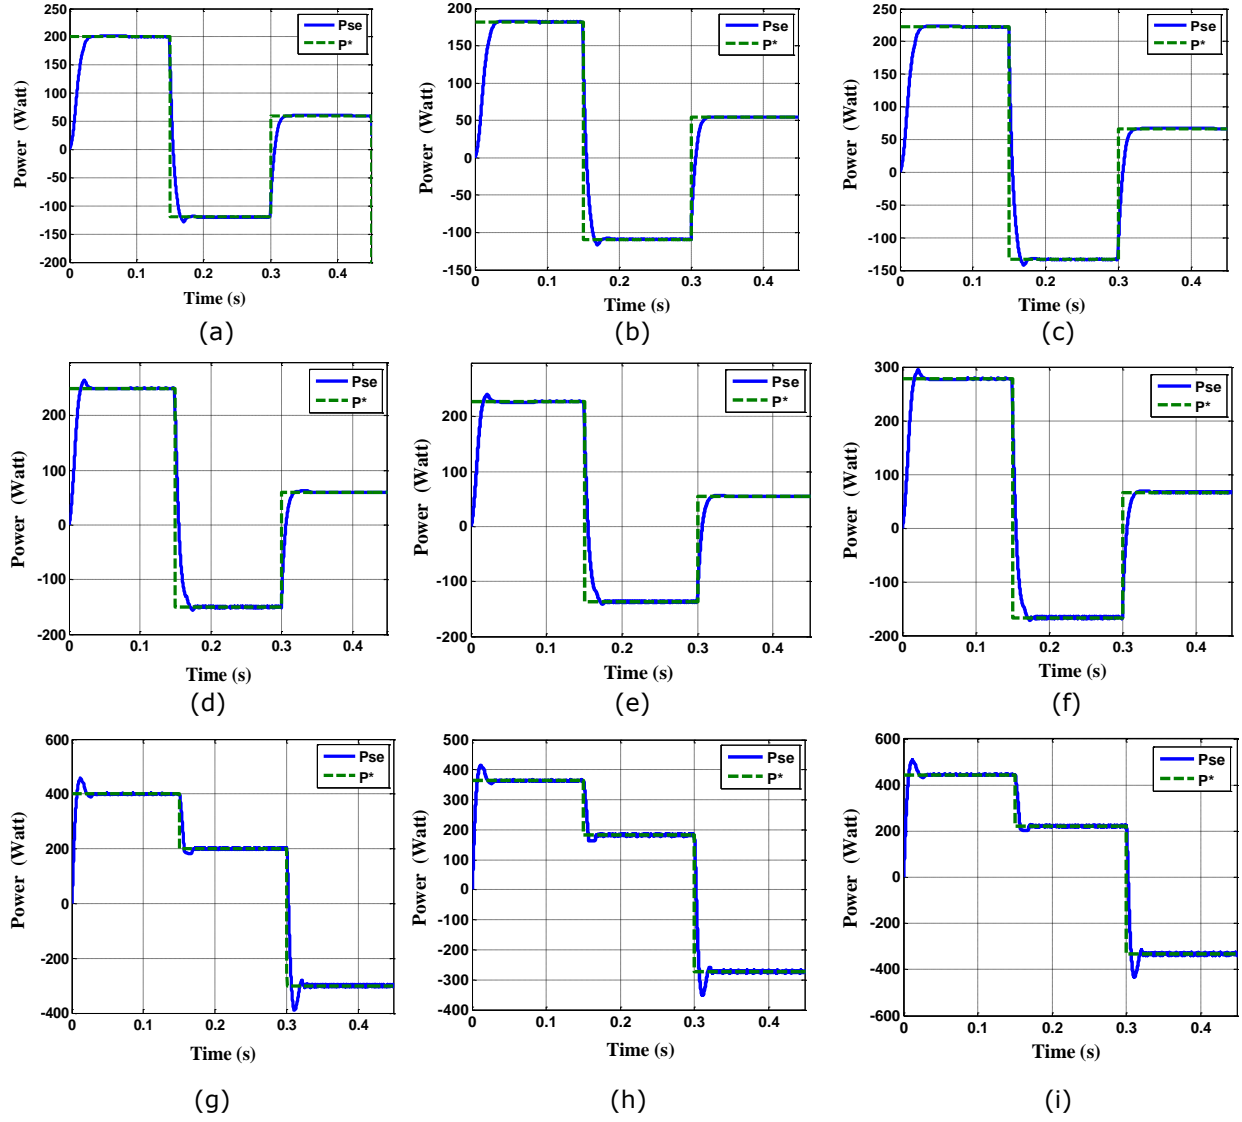 250
200
150
100
50
0
-50
-100
-150
-200
Power (Watt)
Pse
P*
0 0.1 0.2 0.3 0.4
Time (s)
(a)
200
150
100
50
0
-50
-100
-150
Power (Watt)
Pse
P*
0 0.1 0.2 0.3 0.4
Time (s)
(b)
250
200
150
100
50
0
-50
-100
-150
Power (Watt)
Pse
P*
0 0.1 0.2 0.3 0.4
Time (s)
(c)
200
100
0
-100
-200
Power (Watt)
Pse
P*
0 0.1 0.2 0.3 0.4
Time (s)
(d)
200
100
0
-100
-200
Power (Watt)
Pse
P*
0 0.1 0.2 0.3 0.4
Time (s)
(e)
300
200
100
0
-100
-200
Power (Watt)
Pse
P*
0 0.1 0.2 0.3 0.4
Time (s)
(f)
600
400
200
0
-200
-400
Power (Watt)
Pse
P*
0 0.1 0.2 0.3 0.4
Time (s)
(g)
500
400
300
200
100
0
-100
-200
-300
-400
Power (Watt)
Pse
P*
0 0.1 0.2 0.3 0.4
Time (s)
(h)
600
400
200
0
-200
-400
-600
Power (Watt)
Pse
P*
0 0.1 0.2 0.3 0.4
Time (s)
(i)